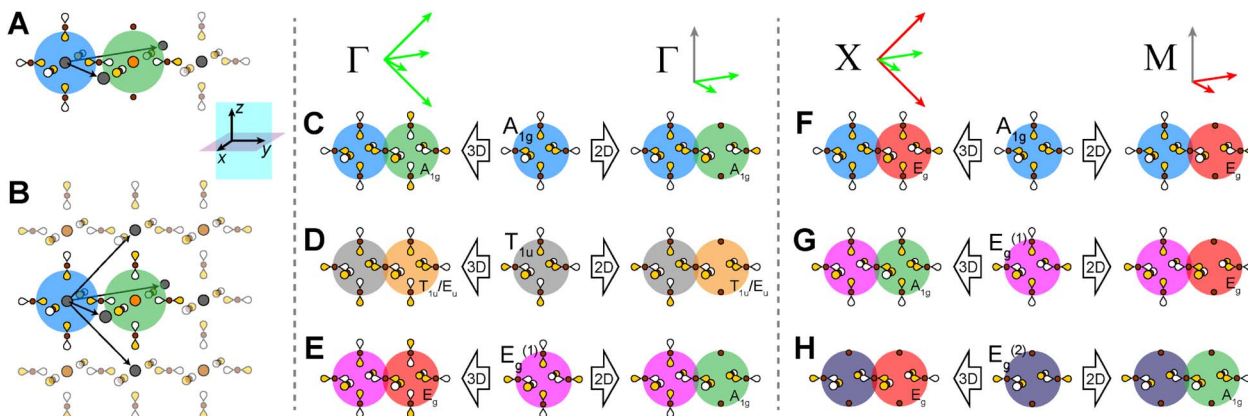 A
z
x
y
B
Γ
Γ
C
A1g
3D
A1g
2D
A1g
D
T1u/Eu
3D
T1u
2D
T1u/Eu
E
Eg
3D
Eg(1)
2D
A1g
X
M
F
Eg
3D
A1g
2D
Eg
G
A1g
3D
Eg(1)
2D
Eg
H
Eg
3D
Eg(2)
2D
A1g